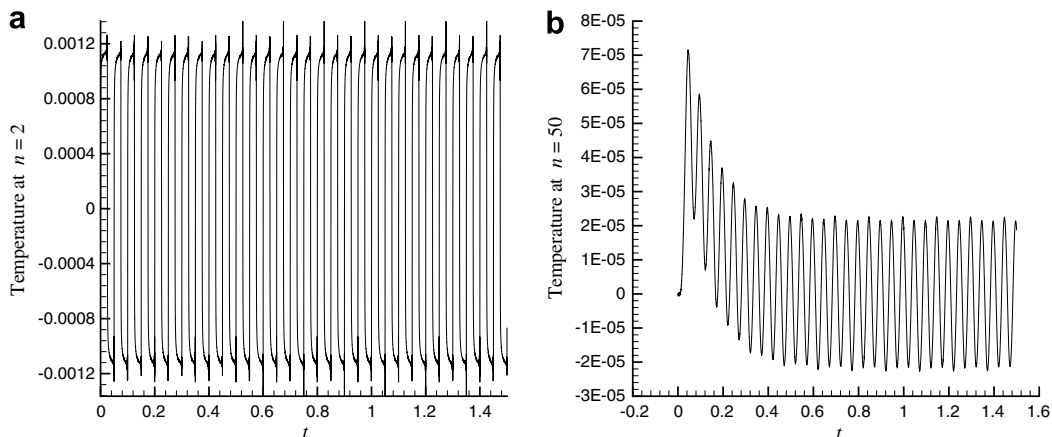 a
Temperature at n = 2
0.0012
0.0008
0.0004
0
-0.0004
-0.0008
-0.0012
0 0.2 0.4 0.6 0.8 1 1.2 1.4
t
b
Temperature at n = 50
8E-05
7E-05
6E-05
5E-05
4E-05
3E-05
2E-05
1E-05
0
-1E-05
-2E-05
-3E-05
-0.2 0 0.2 0.4 0.6 0.8 1 1.2 1.4 1.6
t